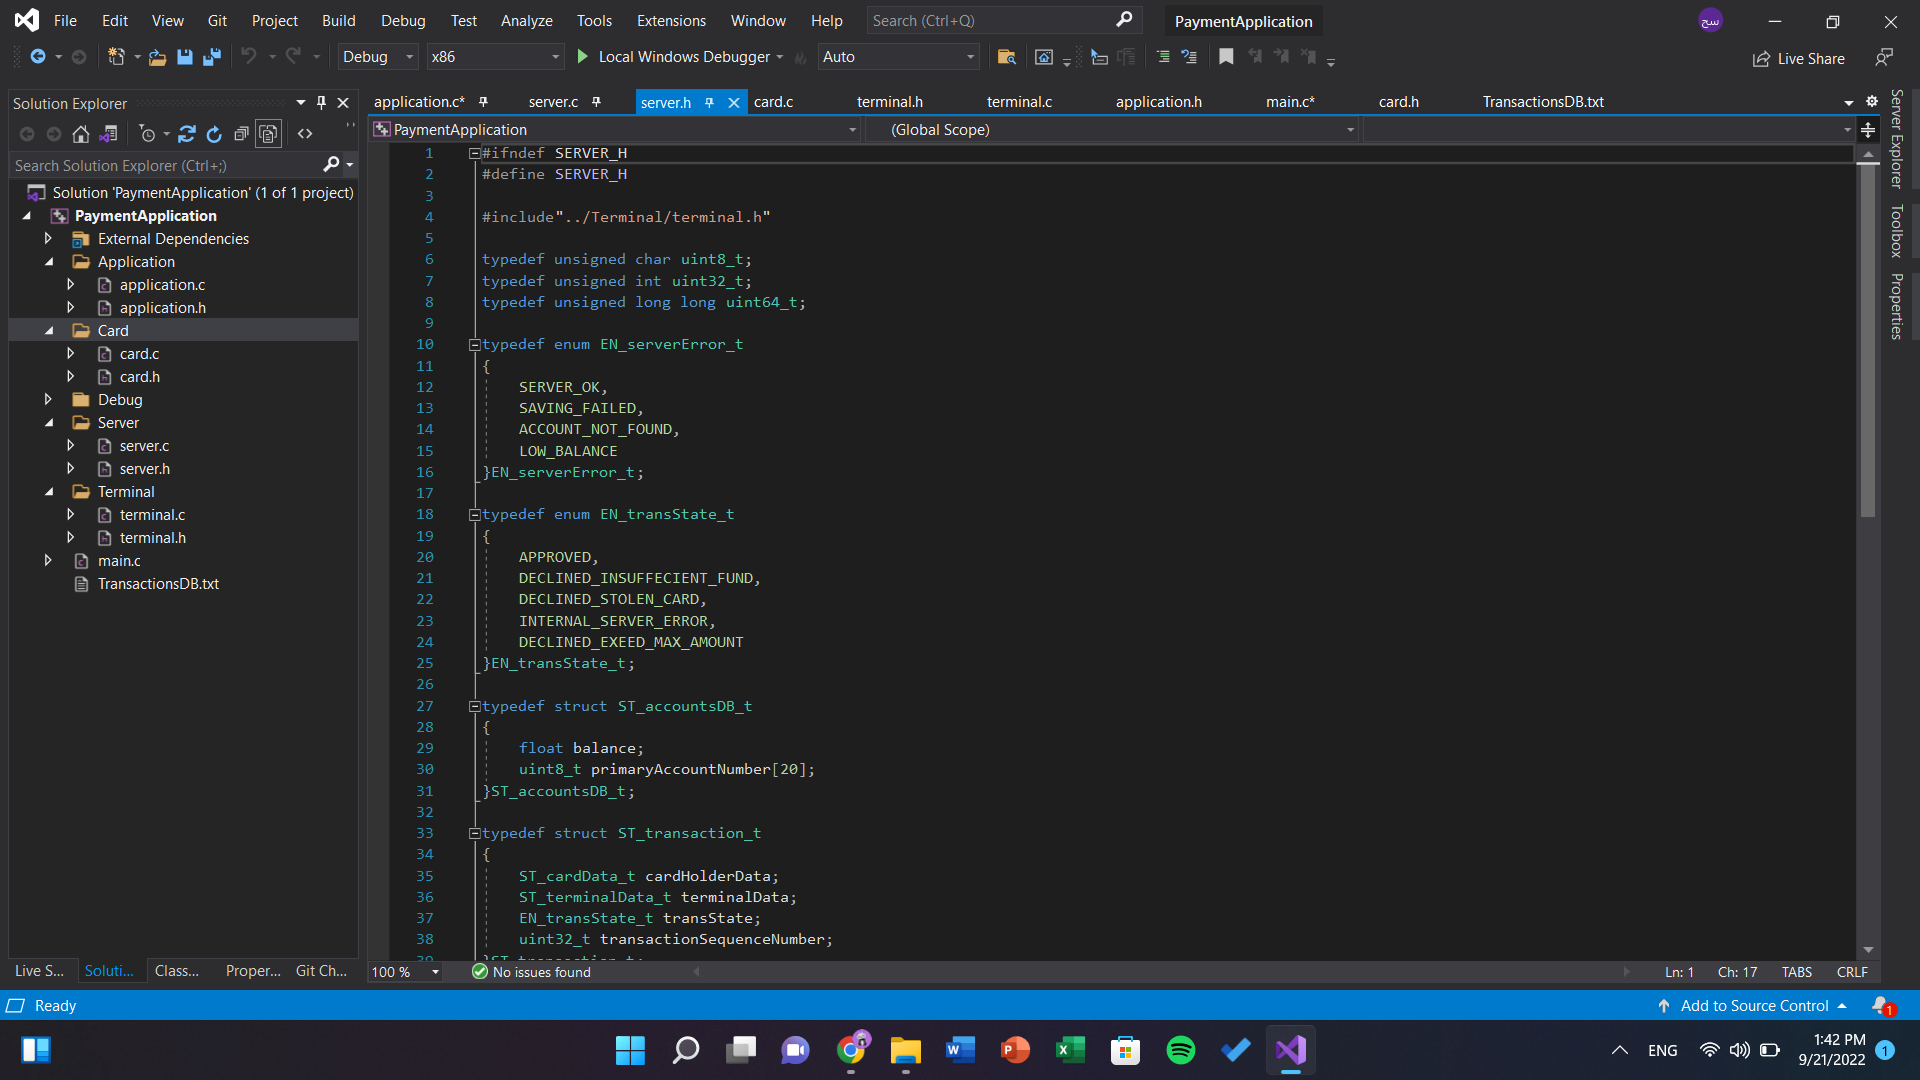 File Edit View Git Project Build Debug Test Analyze Tools Extensions Window Help Search (Ctrl+Q) PaymentApplication سح
Debug x86 Local Windows Debugger Auto Live Share
Solution Explorer
Search Solution Explorer (Ctrl+;)
Solution 'PaymentApplication' (1 of 1 project)
PaymentApplication
External Dependencies
Application
application.c
application.h
Card
card.c
card.h
Debug
Server
server.c
server.h
Terminal
terminal.c
terminal.h
main.c
TransactionsDB.txt
Live S... Soluti... Class... Proper... Git Ch...
application.c* server.c server.h card.c terminal.h terminal.c application.h main.c* card.h TransactionsDB.txt
PaymentApplication (Global Scope)
1 #ifndef SERVER_H
2 #define SERVER_H
3
4 #include"../Terminal/terminal.h"
5
6 typedef unsigned char uint8_t;
7 typedef unsigned int uint32_t;
8 typedef unsigned long long uint64_t;
9
10 typedef enum EN_serverError_t
11 {
12 SERVER_OK,
13 SAVING_FAILED,
14 ACCOUNT_NOT_FOUND,
15 LOW_BALANCE
16 }EN_serverError_t;
17
18 typedef enum EN_transState_t
19 {
20 APPROVED,
21 DECLINED_INSUFFECIENT_FUND,
22 DECLINED_STOLEN_CARD,
23 INTERNAL_SERVER_ERROR,
24 DECLINED_EXEED_MAX_AMOUNT
25 }EN_transState_t;
26
27 typedef struct ST_accountsDB_t
28 {
29 float balance;
30 uint8_t primaryAccountNumber[20];
31 }ST_accountsDB_t;
32
33 typedef struct ST_transaction_t
34 {
35 ST_cardData_t cardHolderData;
36 ST_terminalData_t terminalData;
37 EN_transState_t transState;
38 uint32_t transactionSequenceNumber;
39 }ST_transaction_t;
100 % No issues found Ln: 1 Ch: 17 TABS CRLF
Server Explorer
Toolbox
Properties
Ready Add to Source Control 1
ENG 1:42 PM
9/21/2022 1